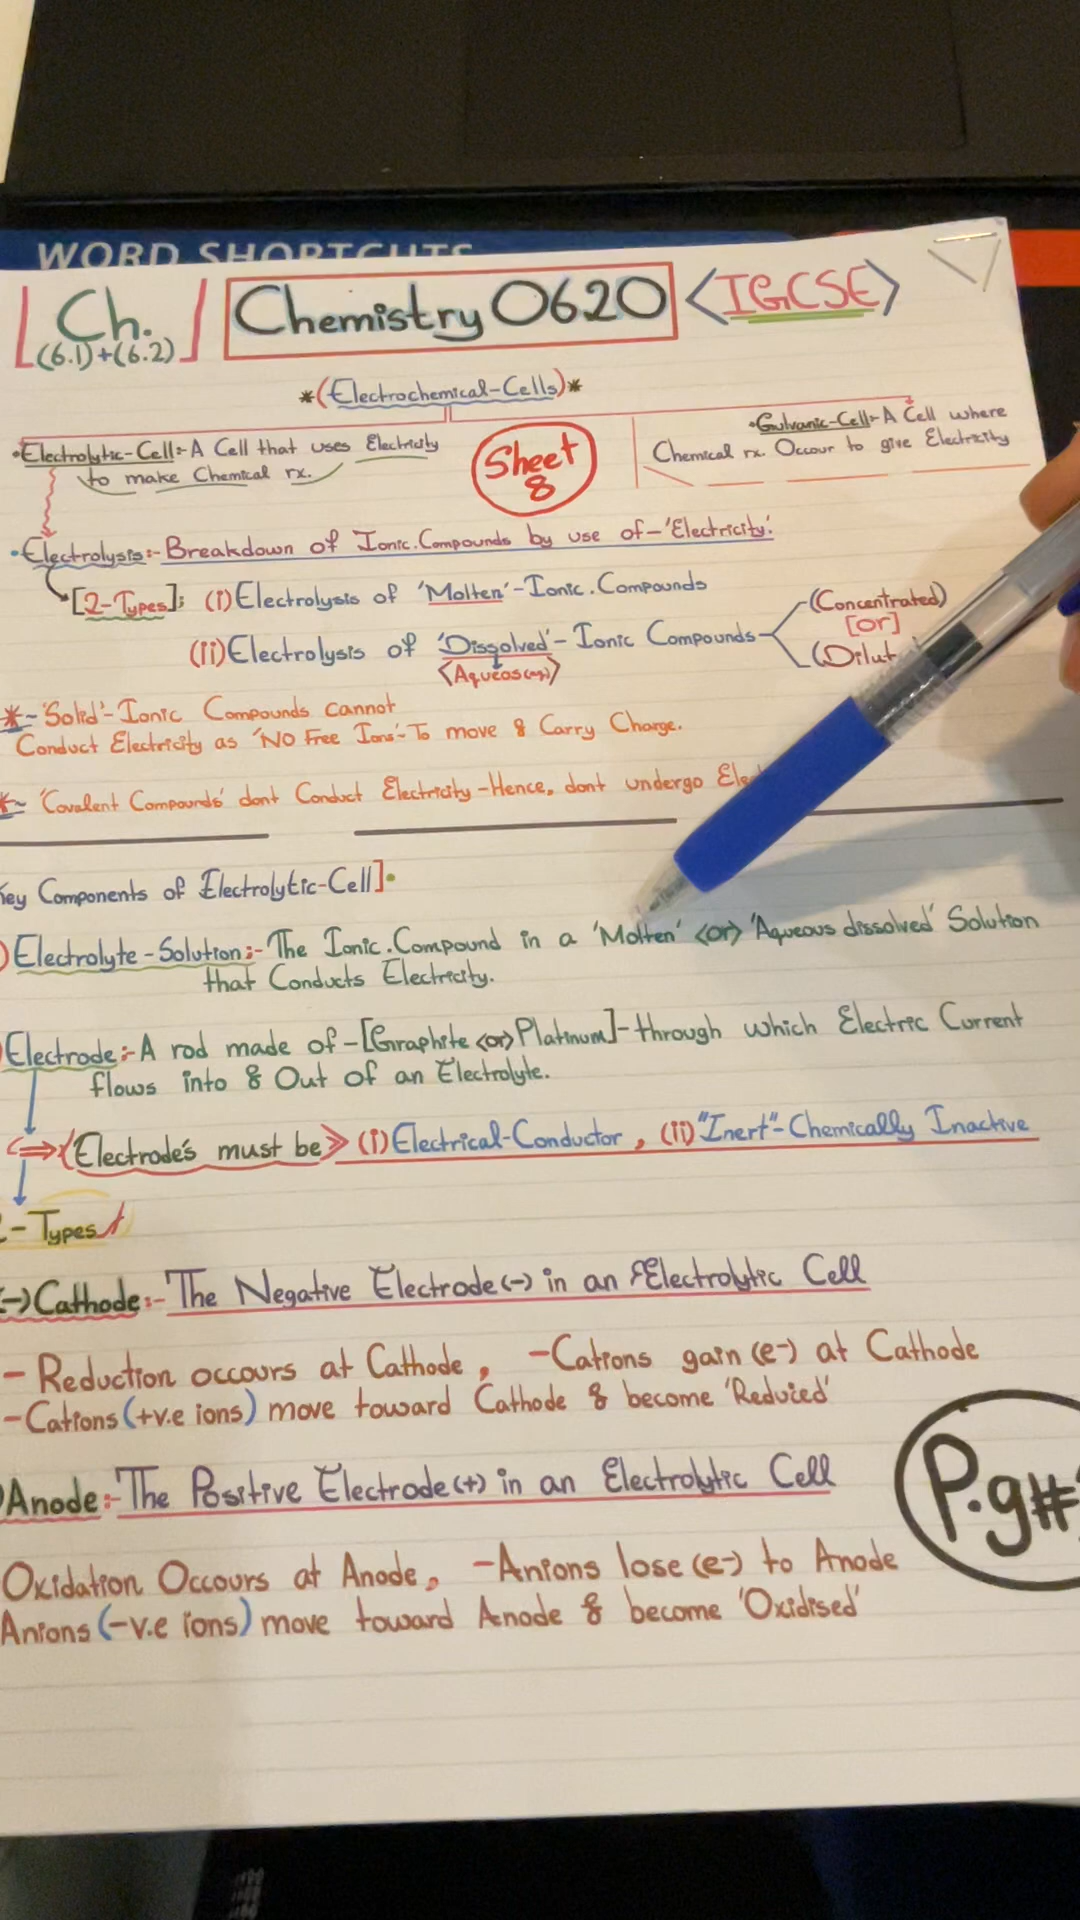 WORD SHORTCUTS
Ch. (6.1)+(6.2)
Chemistry 0620 <IGCSE>
*(Electrochemical-Cells)*
•Electrolytic-Cell:-A Cell that uses Electricity
to make Chemical rx.
Sheet
8
•Gulvanic-Cell:-A Cell where
Chemical rx. Occour to give Electricity
•Electrolysis:-Breakdown of Ionic.Compounds by use of-'Electricity'.
[2-Types]: (i)Electrolysis of 'Molten'-Ionic.Compounds
(ii)Electrolysis of 'Dissolved'-Ionic Compounds
<Aqueos(aq)>
(Concentrated)
[or]
(Dilut
*~'Solid'-Ionic Compounds cannot
Conduct Electricity as 'NO Free Ions'-To move & Carry Charge.
*~'Covalent Compounds' dont Conduct Electricity-Hence, dont undergo Ele
Key Components of Electrolytic-Cell]•
)Electrolyte-Solution:-The Ionic.Compound in a 'Molten' <or> 'Aqueous dissolved' Solution
that Conducts Electricity.
)Electrode:-A rod made of-[Graphite <or> Platinum]-through which Electric Current
flows into & Out of an Electrolyte.
{Electrode's must be>> (i)Electrical-Conductor, (ii)"Inert"-Chemically Inactive
2-Types
(-)Cathode:-The Negative Electrode(-) in an Electrolytic Cell
-Reduction occours at Cathode, -Cations gain (e-) at Cathode
-Cations(+v.e ions) move toward Cathode & become 'Reduced'
)Anode:-The Positive Electrode(+) in an Electrolytic Cell
Oxidation Occours at Anode, -Anions lose (e-) to Anode
Anions(-v.e ions) move toward Anode & become 'Oxidised'
P.g#